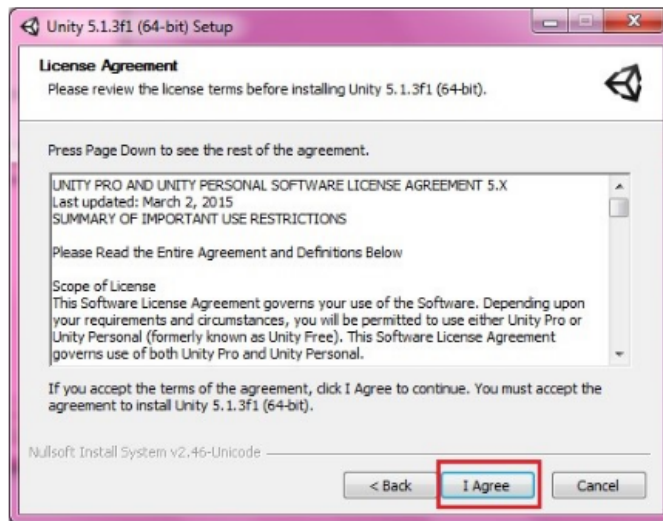 Unity 5.1.3f1 (64-bit) Setup
License Agreement
Please review the license terms before installing Unity 5.1.3f1 (64-bit).
Press Page Down to see the rest of the agreement.
UNITY PRO AND UNITY PERSONAL SOFTWARE LICENSE AGREEMENT 5.X
Last updated: March 2, 2015
SUMMARY OF IMPORTANT USE RESTRICTIONS
Please Read the Entire Agreement and Definitions Below
Scope of License
This Software License Agreement governs your use of the Software. Depending upon
your requirements and circumstances, you will be permitted to use either Unity Pro or
Unity Personal (formerly known as Unity Free). This Software License Agreement
governs use of both Unity Pro and Unity Personal.
If you accept the terms of the agreement, click I Agree to continue. You must accept the
agreement to install Unity 5.1.3f1 (64-bit).
Nullsoft Install System v2.46-Unicode
< Back I Agree Cancel